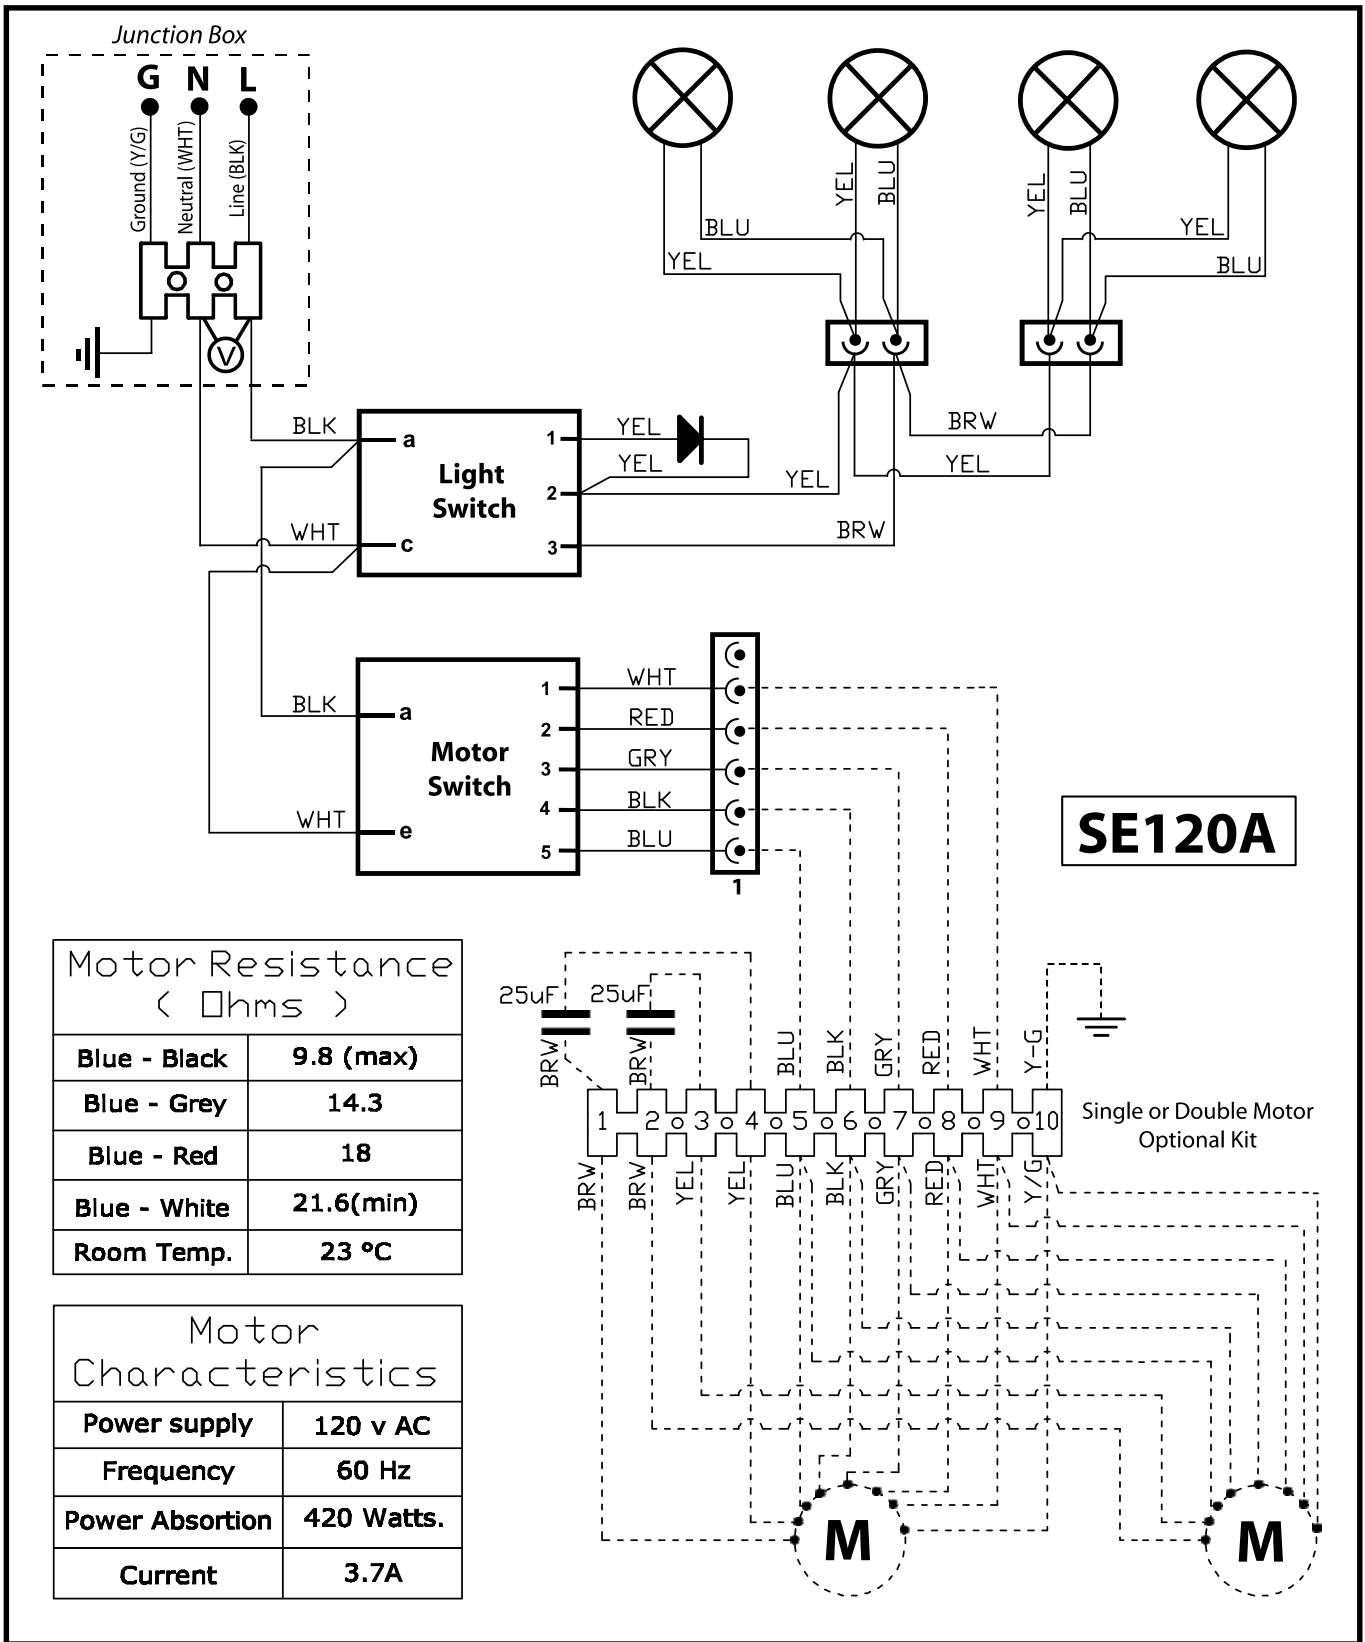 Junction Box
G N L
Ground (Y/G)
Neutral (WHT)
Line (BLK)
V
YEL
BLU
YEL
BLU
BLU
YEL
YEL
BLU
BLK
a
Light
Switch
c
WHT
1
2
3
YEL
YEL
YEL
BRW
BRW
YEL
BLK
a
Motor
Switch
WHT
e
1
2
3
4
5
WHT
RED
GRY
BLK
BLU
1
SE120A
Motor Resistance
( Ohms )
Blue - Black 9.8 (max)
Blue - Grey 14.3
Blue - Red 18
Blue - White 21.6(min)
Room Temp. 23 ºC
Motor
Characteristics
Power supply 120 v AC
Frequency 60 Hz
Power Absortion 420 Watts.
Current 3.7A
25uF
25uF
BRW
BRW
BLU
BLK
GRY
RED
WHT
Y-G
1 2 3 4 5 6 7 8 9 10
Single or Double Motor
Optional Kit
BRW
BRW
YEL
YEL
BLU
BLK
GRY
RED
WHT
Y/G
M
M